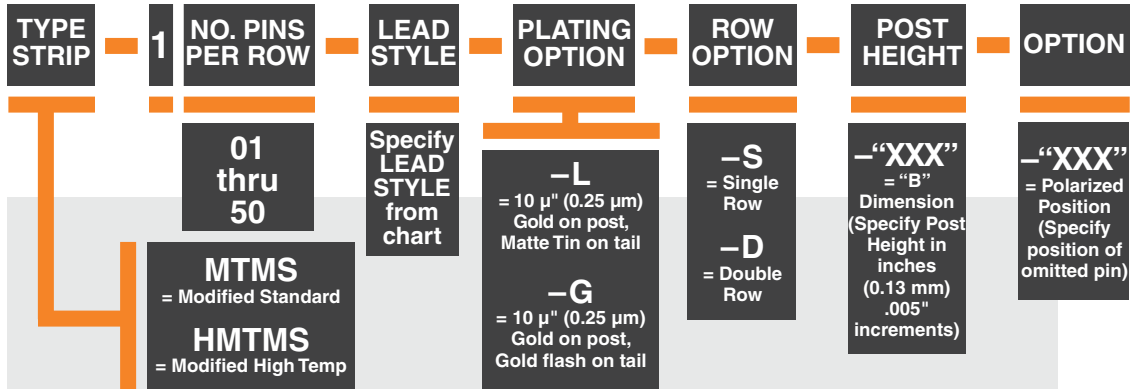 TYPE
STRIP
1
NO. PINS
PER ROW
LEAD
STYLE
PLATING
OPTION
ROW
OPTION
POST
HEIGHT
OPTION
01
thru
50
Specify
LEAD
STYLE
from
chart
–L
= 10 µ" (0.25 µm)
Gold on post,
Matte Tin on tail
–G
= 10 µ" (0.25 µm)
Gold on post,
Gold flash on tail
–S
= Single
Row
–D
= Double
Row
–“XXX”
= “B”
Dimension
(Specify Post
Height in
inches
(0.13 mm)
.005"
increments)
–“XXX”
= Polarized
Position
(Specify
position of
omitted pin)
MTMS
= Modified Standard
HMTMS
= Modified High Temp